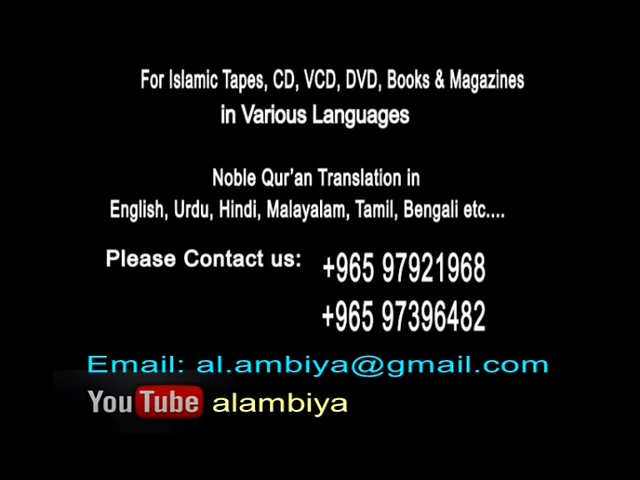 For Islamic Tapes, CD, VCD, DVD, Books & Magazines
in Various Languages
Noble Qur'an Translation in
English, Urdu, Hindi, Malayalam, Tamil, Bengali etc....
Please Contact us: +965 97921968
+965 97396482
Email: al.ambiya@gmail.com
YouTube alambiya